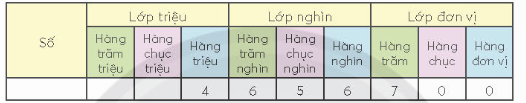 Số Lớp triệu Lớp nghìn Lớp đơn vị
Hàng trăm triệu Hàng chục triệu Hàng triệu Hàng trăm nghìn Hàng chục nghìn Hàng nghìn Hàng trăm Hàng chục Hàng đơn vị
4 6 5 6 7 0 0